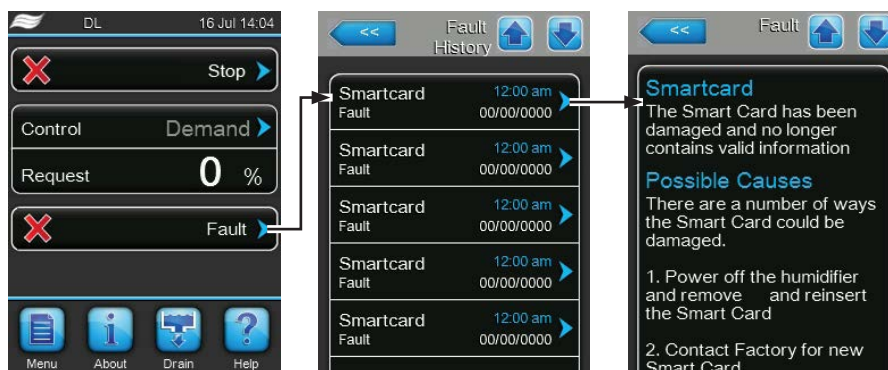 DL 16 Jul 14:04
Stop
Control Demand
Request 0 %
Fault
Menu About Drain Help
<< Fault
History
Smartcard 12:00 am
Fault 00/00/0000
Smartcard 12:00 am
Fault 00/00/0000
Smartcard 12:00 am
Fault 00/00/0000
Smartcard 12:00 am
Fault 00/00/0000
Smartcard 12:00 am
Fault 00/00/0000
<< Fault
Smartcard
The Smart Card has been
damaged and no longer
contains valid information
Possible Causes
There are a number of ways
the Smart Card could be
damaged.
1. Power off the humidifier
and remove and reinsert
the Smart Card
2. Contact Factory for new
Smart Card